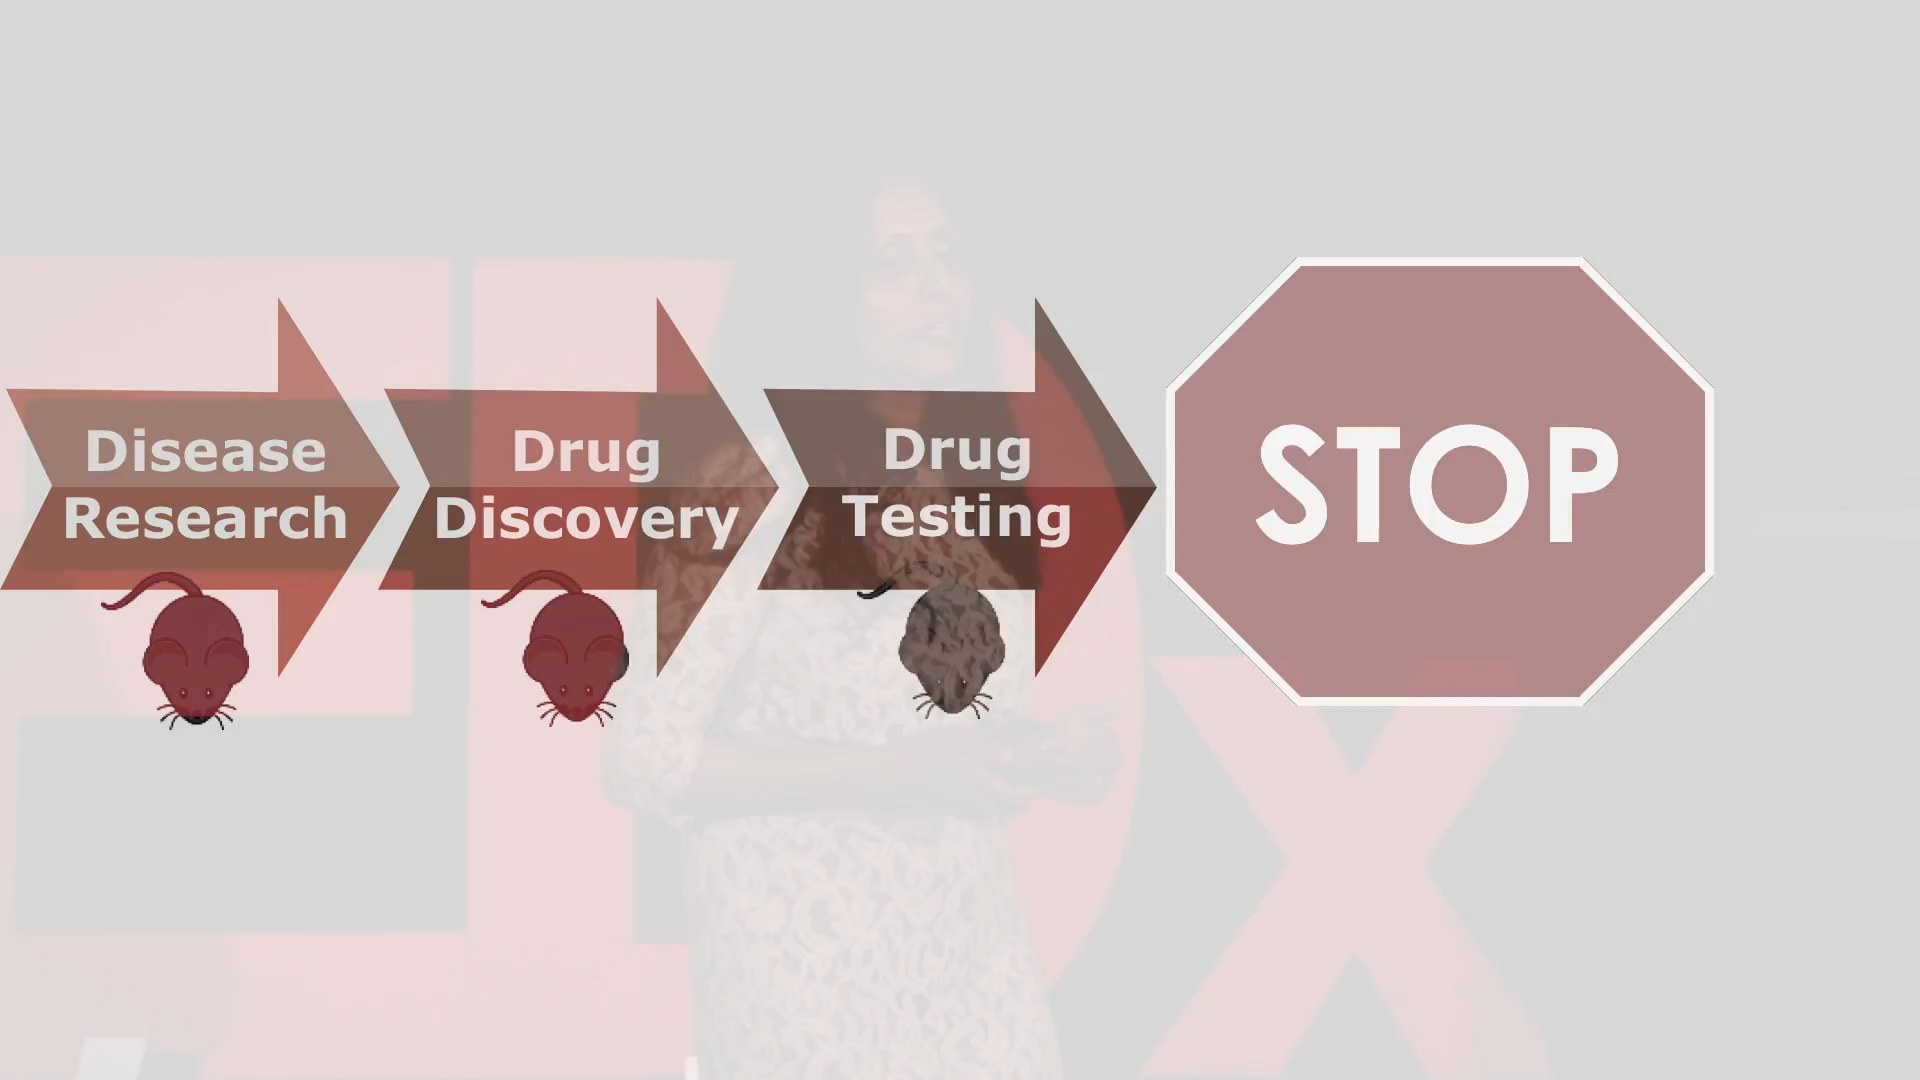 Disease
Research
Drug
Discovery
Drug
Testing
STOP